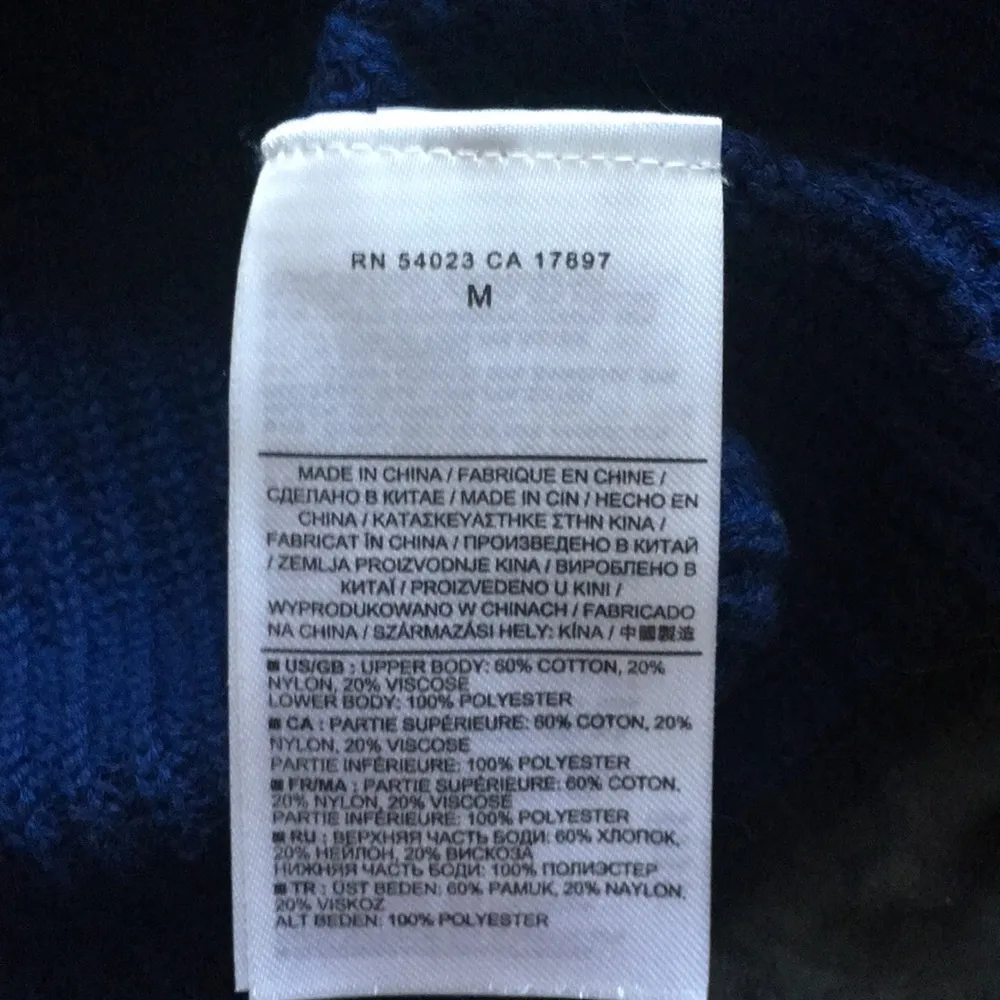 RN 54023 CA 17897
M
MADE IN CHINA / FABRIQUE EN CHINE /
СДЕЛАНО В КИТАЕ / MADE IN CIN / HECHO EN
CHINA / ΚΑΤΑΣΚΕΥΑΣΤΗΚΕ ΣΤΗΝ ΚΙΝΑ /
FABRICAT ÎN CHINA / ПРОИЗВЕДЕНО В КИТАЙ
/ ZEMLJA PROIZVODNJE KINA / ВИРОБЛЕНО В
КИТАЇ / PROIZVEDENO U KINI /
WYPRODUKOWANO W CHINACH / FABRICADO
NA CHINA / SZÁRMAZÁSI HELY: KÍNA / 中國製造
■ US/GB : UPPER BODY: 60% COTTON, 20%
NYLON, 20% VISCOSE
LOWER BODY: 100% POLYESTER
■ CA : PARTIE SUPÉRIEURE: 60% COTON, 20%
NYLON, 20% VISCOSE
PARTIE INFÉRIEURE: 100% POLYESTER
■ FR/MA : PARTIE SUPÉRIEURE: 60% COTON,
20% NYLON, 20% VISCOSE
PARTIE INFÉRIEURE: 100% POLYESTER
■ RU : ВЕРХНЯЯ ЧАСТЬ БОДИ: 60% ХЛОПОК,
20% НЕЙЛОН, 20% ВИСКОЗА
НИЖНЯЯ ЧАСТЬ БОДИ: 100% ПОЛИЭСТЕР
■ TR : ÜST BEDEN: 60% PAMUK, 20% NAYLON,
20% VISKOZ
ALT BEDEN: 100% POLYESTER